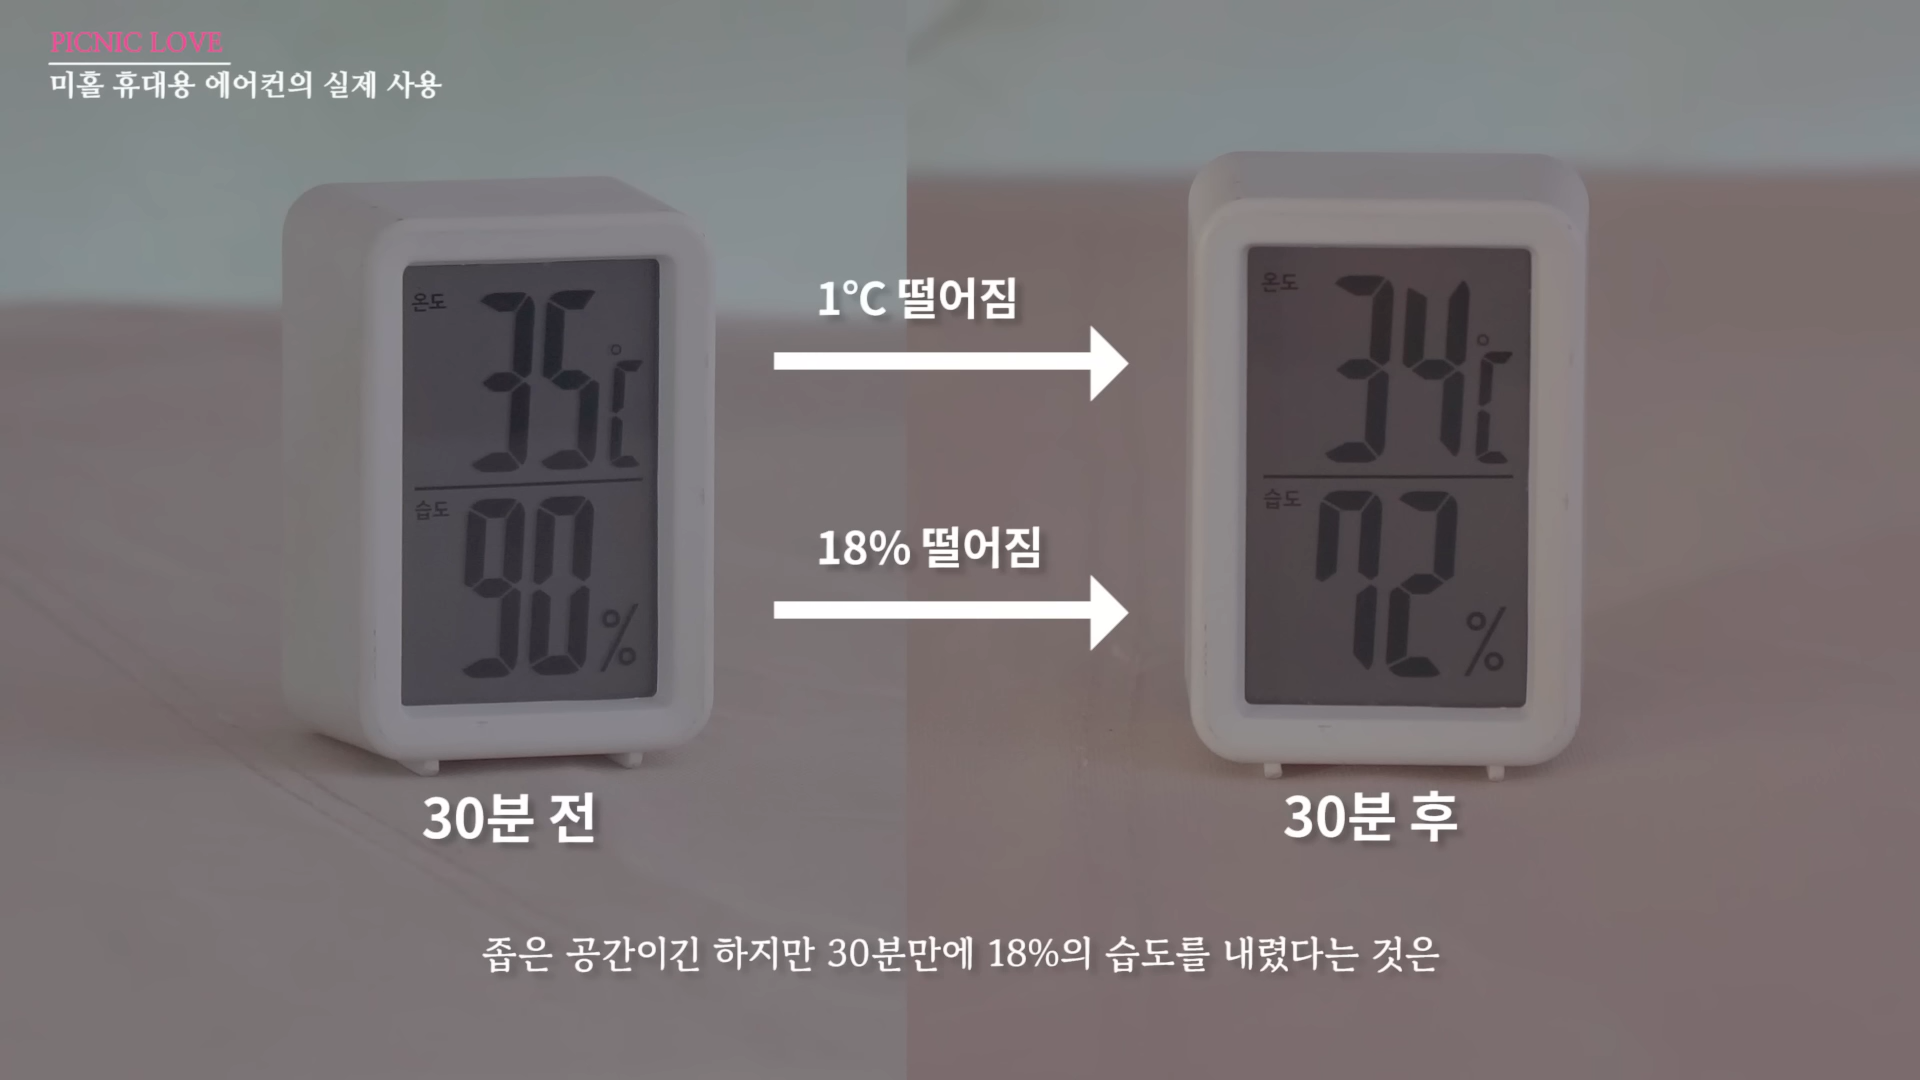 PICNIC LOVE
미홀 휴대용 에어컨의 실제 사용
온도
35℃
습도
90%
1°C 떨어짐
18% 떨어짐
온도
34℃
습도
72%
30분 전
30분 후
좁은 공간이긴 하지만 30분만에 18%의 습도를 내렸다는 것은